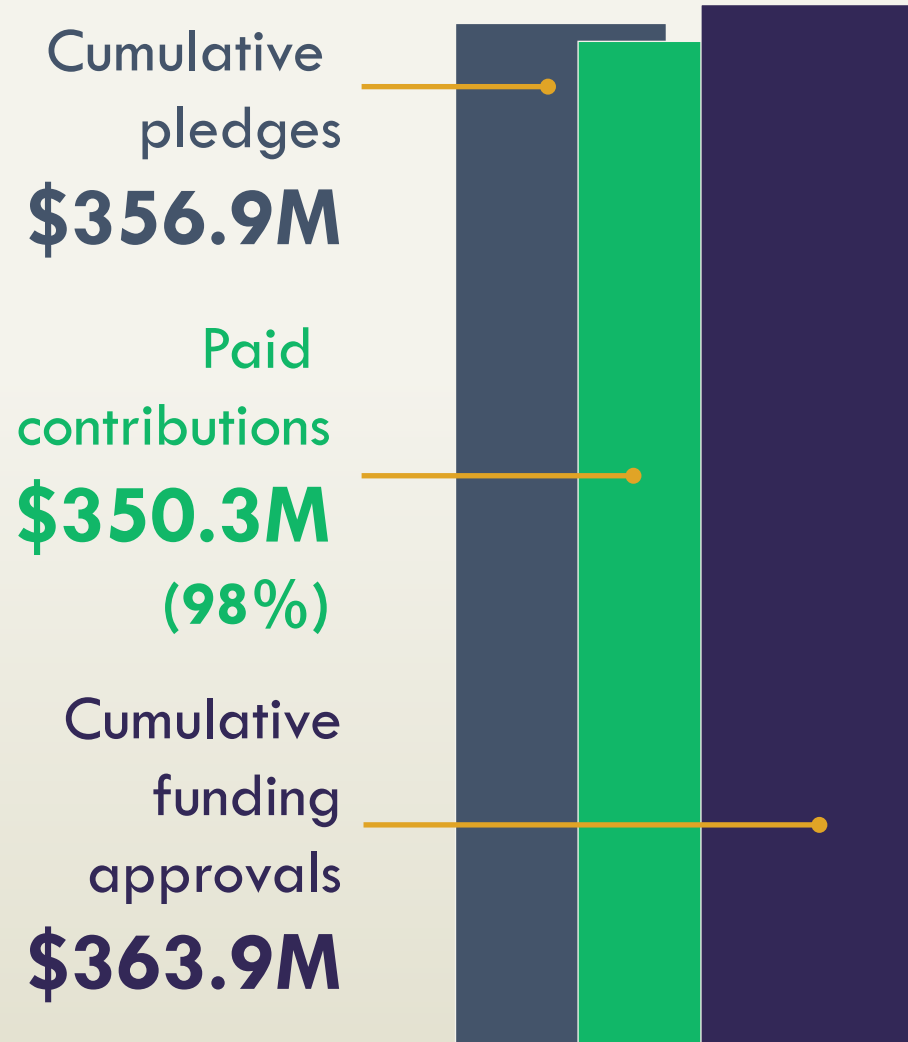 Cumulative
pledges
$356.9M
Paid
contributions
$350.3M
(98%)
Cumulative
funding
approvals
$363.9M